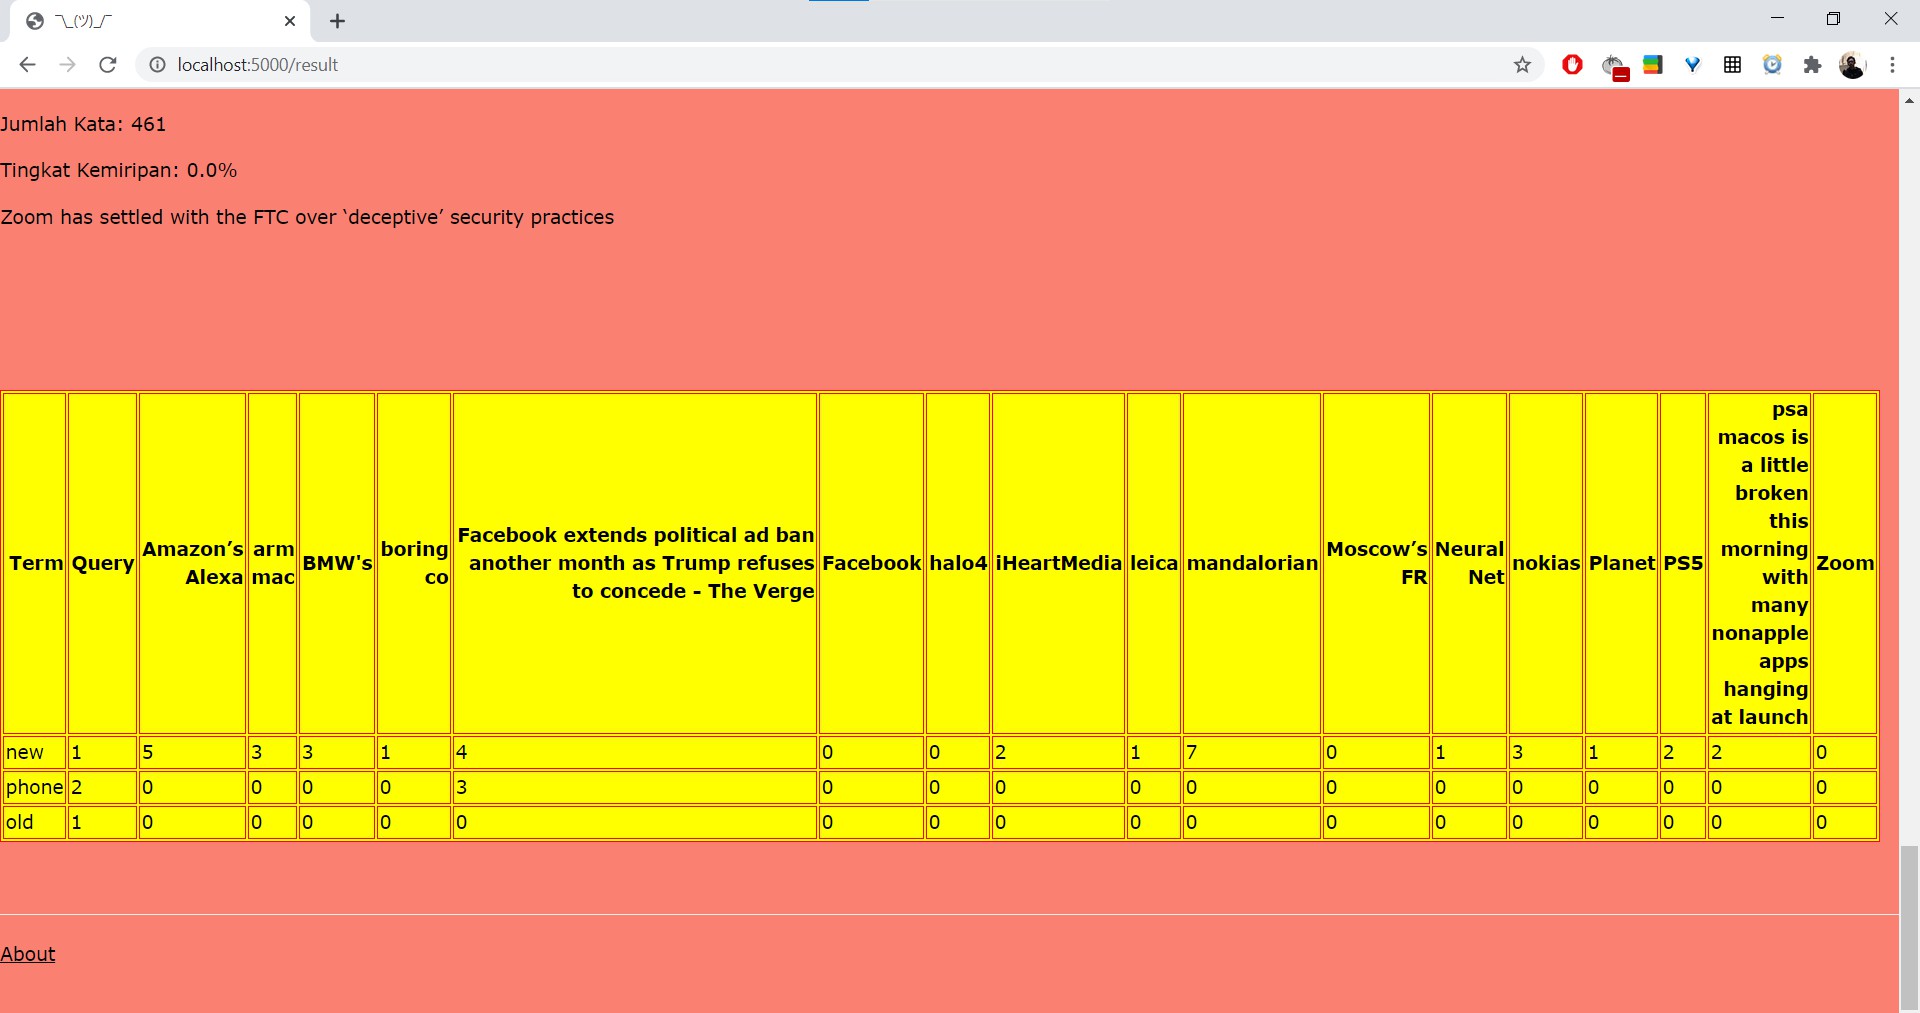 ¯\_(ツ)_/¯
localhost:5000/result
Jumlah Kata: 461
Tingkat Kemiripan: 0.0%
Zoom has settled with the FTC over ‘deceptive’ security practices
Term Query Amazon’s Alexa arm mac BMW's boring co Facebook extends political ad ban another month as Trump refuses to concede - The Verge Facebook halo4 iHeartMedia leica mandalorian Moscow’s FR Neural Net nokias Planet PS5 psa macos is a little broken this morning with many nonapple apps hanging at launch Zoom
new 1 5 3 3 1 4 0 0 2 1 7 0 1 3 1 2 2 0
phone 2 0 0 0 0 3 0 0 0 0 0 0 0 0 0 0 0 0
old 1 0 0 0 0 0 0 0 0 0 0 0 0 0 0 0 0 0
About